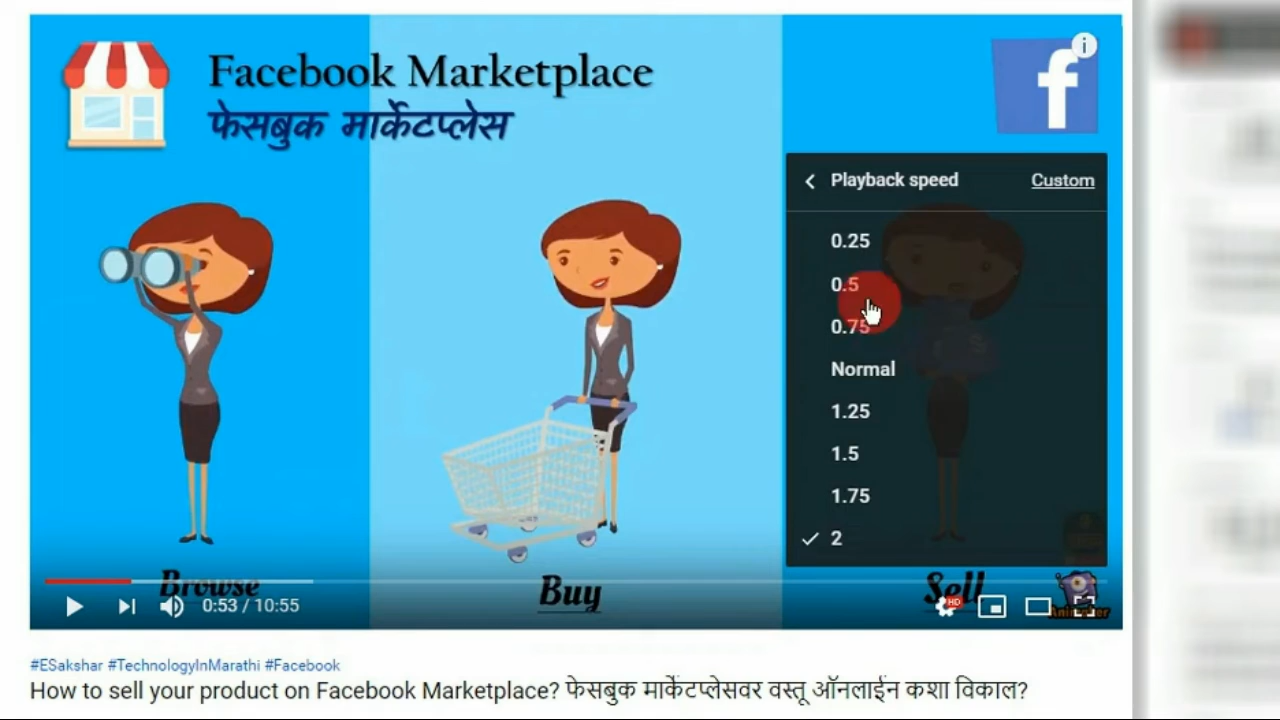 Facebook Marketplace
फेसबुक मार्केटप्लेस
f
i
Playback speed Custom
0.25
0.5
0.75
Normal
1.25
1.5
1.75
2
Browse
Buy
Sell
0:53 / 10:55
HD
Animaker
#ESakshar #TechnologyInMarathi #Facebook
How to sell your product on Facebook Marketplace? फेसबुक मार्केटप्लेसवर वस्तू ऑनलाईन कशा विकाल?